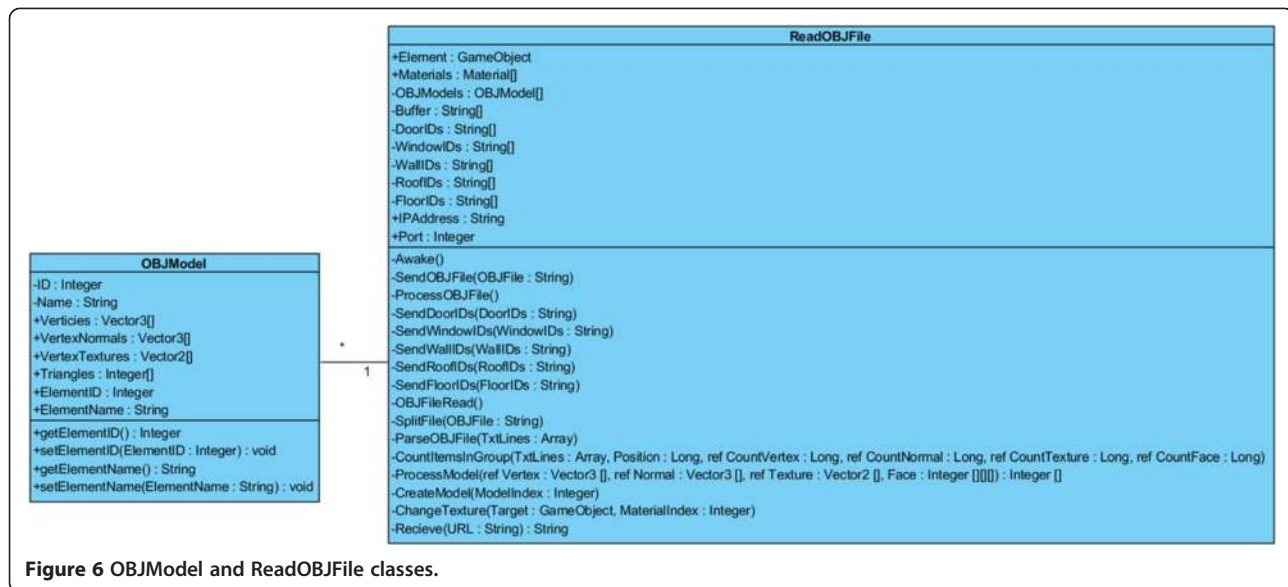 OBJModel
-ID : Integer
-Name : String
+Verticies : Vector3[]
+VertexNormals : Vector3[]
+VertexTextures : Vector2[]
+Triangles : Integer[]
+ElementID : Integer
+ElementName : String
+getElementID() : Integer
+setElementID(ElementID : Integer) : void
+getElementName() : String
+setElementName(ElementName : String) : void
*
1
ReadOBJFile
+Element : GameObject
+Materials : Material[]
-OBJModels : OBJModel[]
-Buffer : String[]
-DoorIDs : String[]
-WindowIDs : String[]
-WallIDs : String[]
-RoofIDs : String[]
-FloorIDs : String[]
+IPAddress : String
+Port : Integer
-Awake()
-SendOBJFile(OBJFile : String)
-ProcessOBJFile()
-SendDoorIDs(DoorIDs : String)
-SendWindowIDs(WindowIDs : String)
-SendWallIDs(WallIDs : String)
-SendRoofIDs(RoofIDs : String)
-SendFloorIDs(FloorIDs : String)
-OBJFileRead()
-SplitFile(OBJFile : String)
-ParseOBJFile(TxtLines : Array)
-CountItemsInGroup(TxtLines : Array, Position : Long, ref CountVertex : Long, ref CountNormal : Long, ref CountTexture : Long, ref CountFace : Long)
-ProcessModel(ref Vertex : Vector3 [], ref Normal : Vector3 [], ref Texture : Vector2 [], Face : Integer [][][]) : Integer []
-CreateModel(ModelIndex : Integer)
-ChangeTexture(Target : GameObject, MaterialIndex : Integer)
-Recieve(URL : String) : String
Figure 6 OBJModel and ReadOBJFile classes.